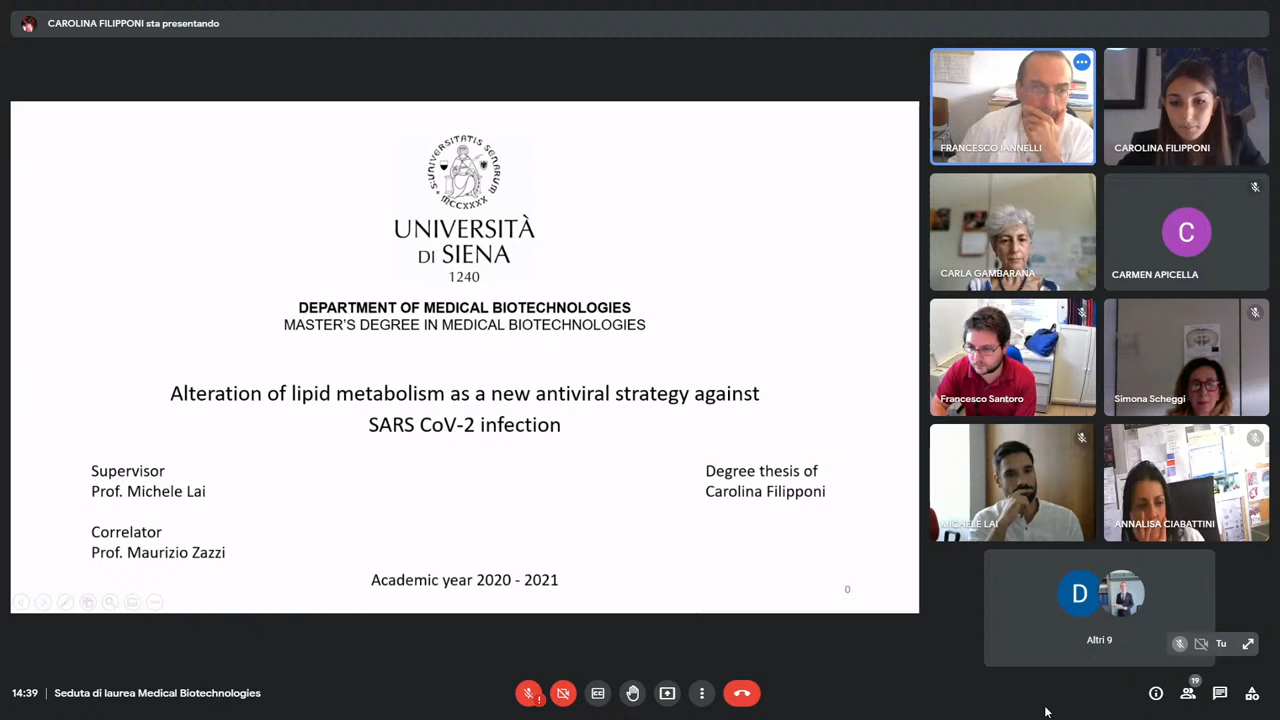 CAROLINA FILIPPONI sta presentando
UNIVERSITATIS SENARUM
MCCXXXX
UNIVERSITÀ
DI SIENA
1240
DEPARTMENT OF MEDICAL BIOTECHNOLOGIES
MASTER'S DEGREE IN MEDICAL BIOTECHNOLOGIES
Alteration of lipid metabolism as a new antiviral strategy against
SARS CoV-2 infection
Supervisor
Prof. Michele Lai
Correlator
Prof. Maurizio Zazzi
Degree thesis of
Carolina Filipponi
Academic year 2020 - 2021
0
FRANCESCO IANNELLI
CAROLINA FILIPPONI
CARLA GAMBARANA
C
CARMEN APICELLA
Francesco Santoro
Simona Scheggi
MICHELE LAI
ANNALISA CIABATTINI
D
Altri 9
Tu
14:39
Seduta di laurea Medical Biotechnologies
19